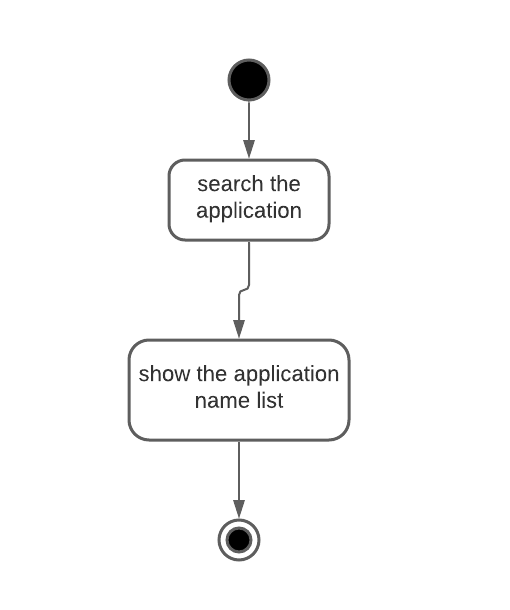 search the
application
show the application
name list